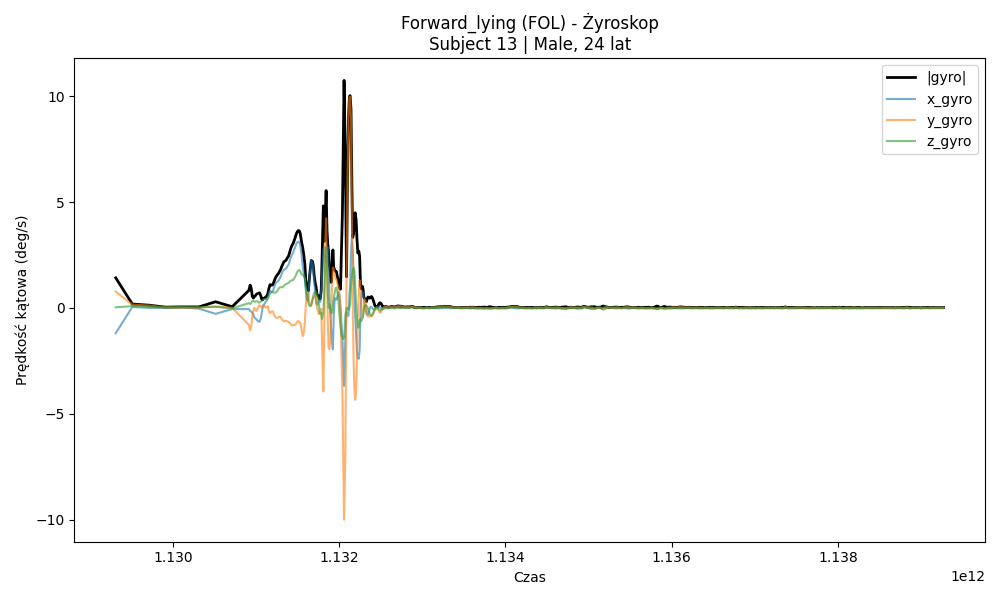 Forward_lying (FOL) - Żyroskop
Subject 13 | Male, 24 lat
|gyro|
x_gyro
y_gyro
z_gyro
Prędkość kątowa (deg/s)
10
5
0
−5
−10
1.130
1.132
1.134
1.136
1.138
1e12
Czas